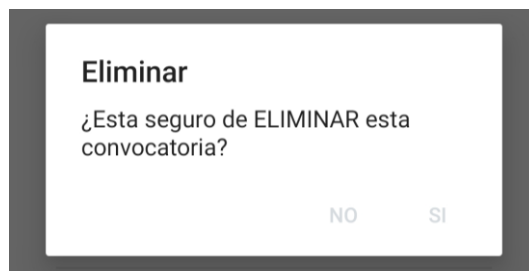 Eliminar
¿Esta seguro de ELIMINAR esta
convocatoria?
NO SI